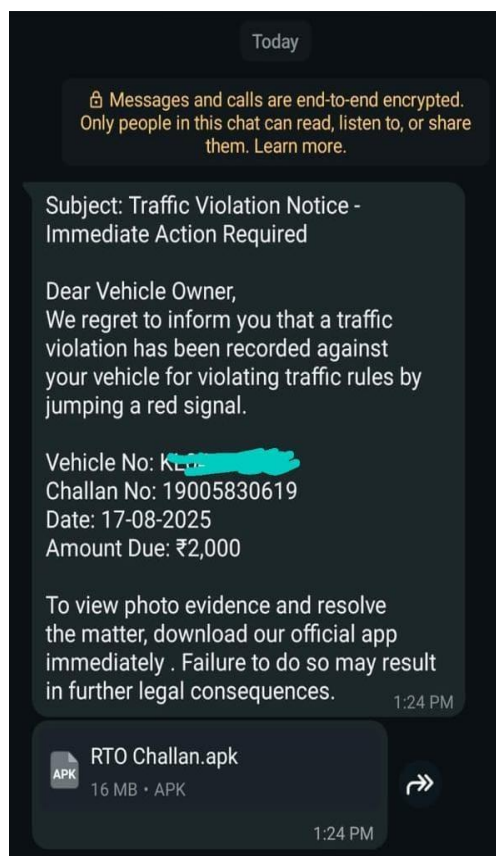 Today
Messages and calls are end-to-end encrypted.
Only people in this chat can read, listen to, or share
them. Learn more.
Subject: Traffic Violation Notice -
Immediate Action Required
Dear Vehicle Owner,
We regret to inform you that a traffic
violation has been recorded against
your vehicle for violating traffic rules by
jumping a red signal.
Vehicle No:
Challan No: 19005830619
Date: 17-08-2025
Amount Due: ₹2,000
To view photo evidence and resolve
the matter, download our official app
immediately . Failure to do so may result
in further legal consequences.
1:24 PM
RTO Challan.apk
APK
16 MB • APK
1:24 PM